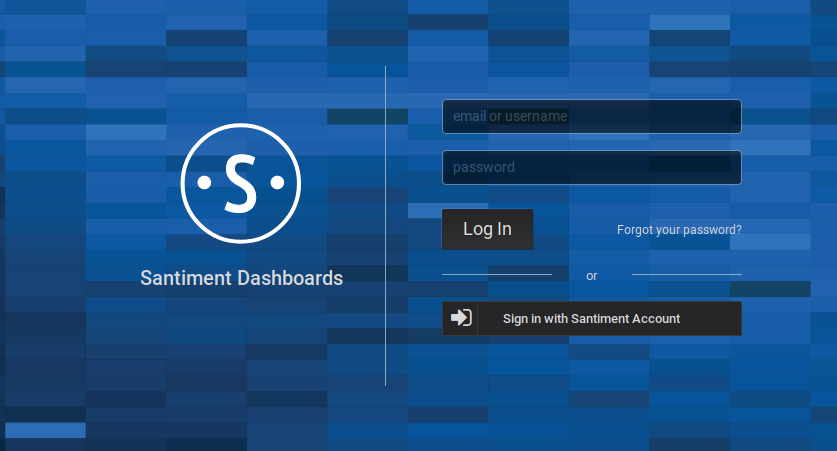 S
Santiment Dashboards
email or username
password
Log In
Forgot your password?
or
Sign in with Santiment Account